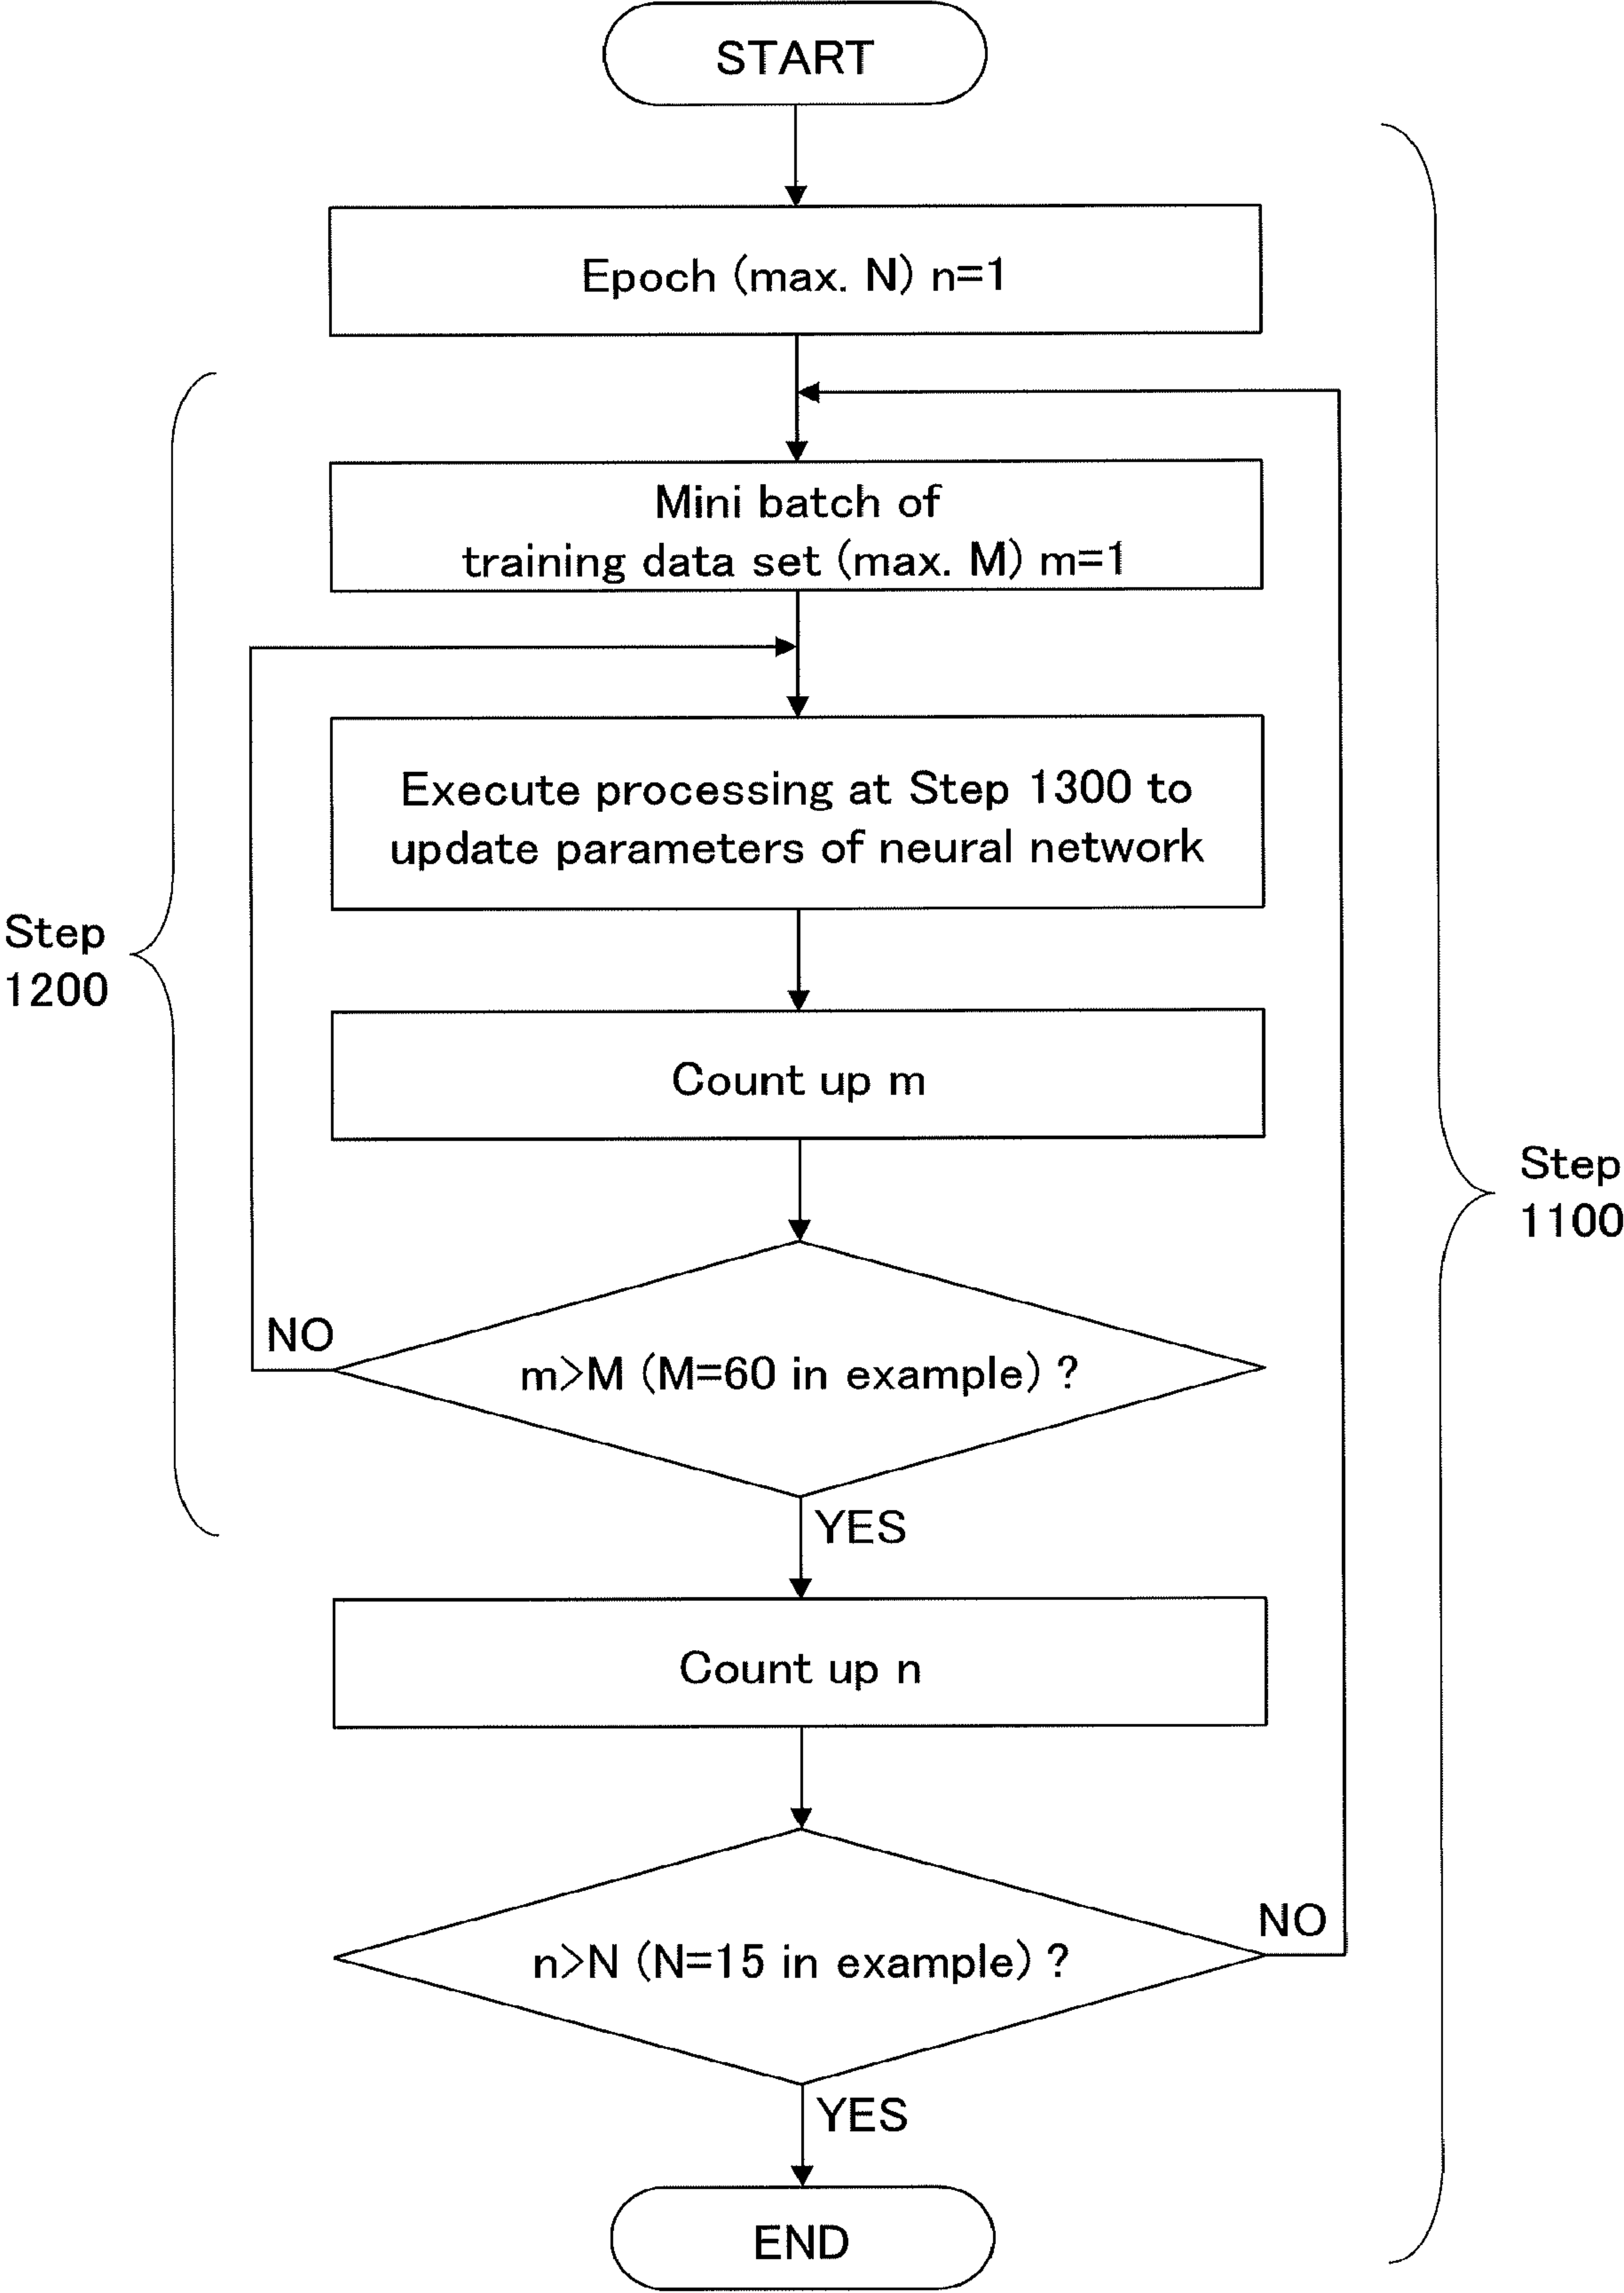 START
Epoch (max. N) n=1
Mini batch of
training data set (max. M) m=1
Execute processing at Step 1300 to
update parameters of neural network
Step
1200
Count up m
Step
1100
NO
m>M (M=60 in example) ?
YES
Count up n
NO
n>N (N=15 in example) ?
YES
END